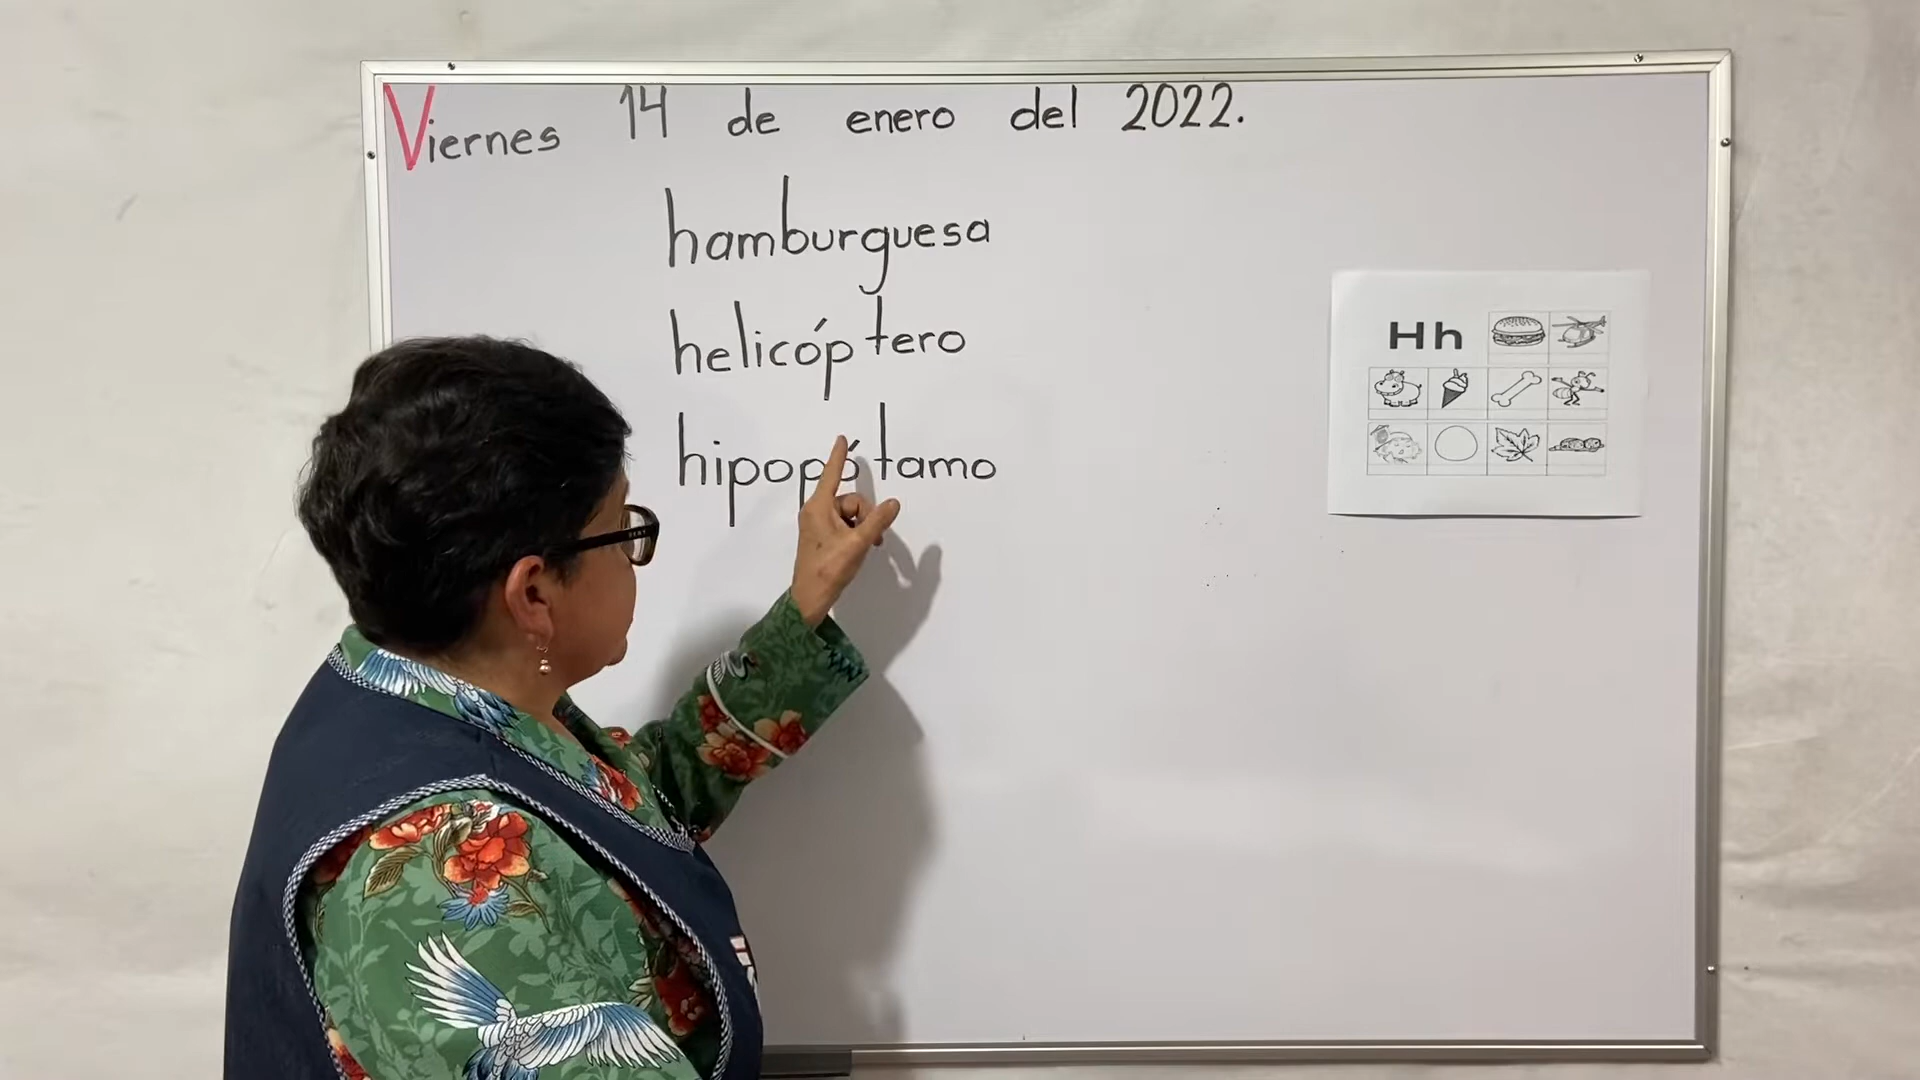 Viernes 14 de enero del 2022.
hamburguesa
helicóptero
hipopótamo
Hh